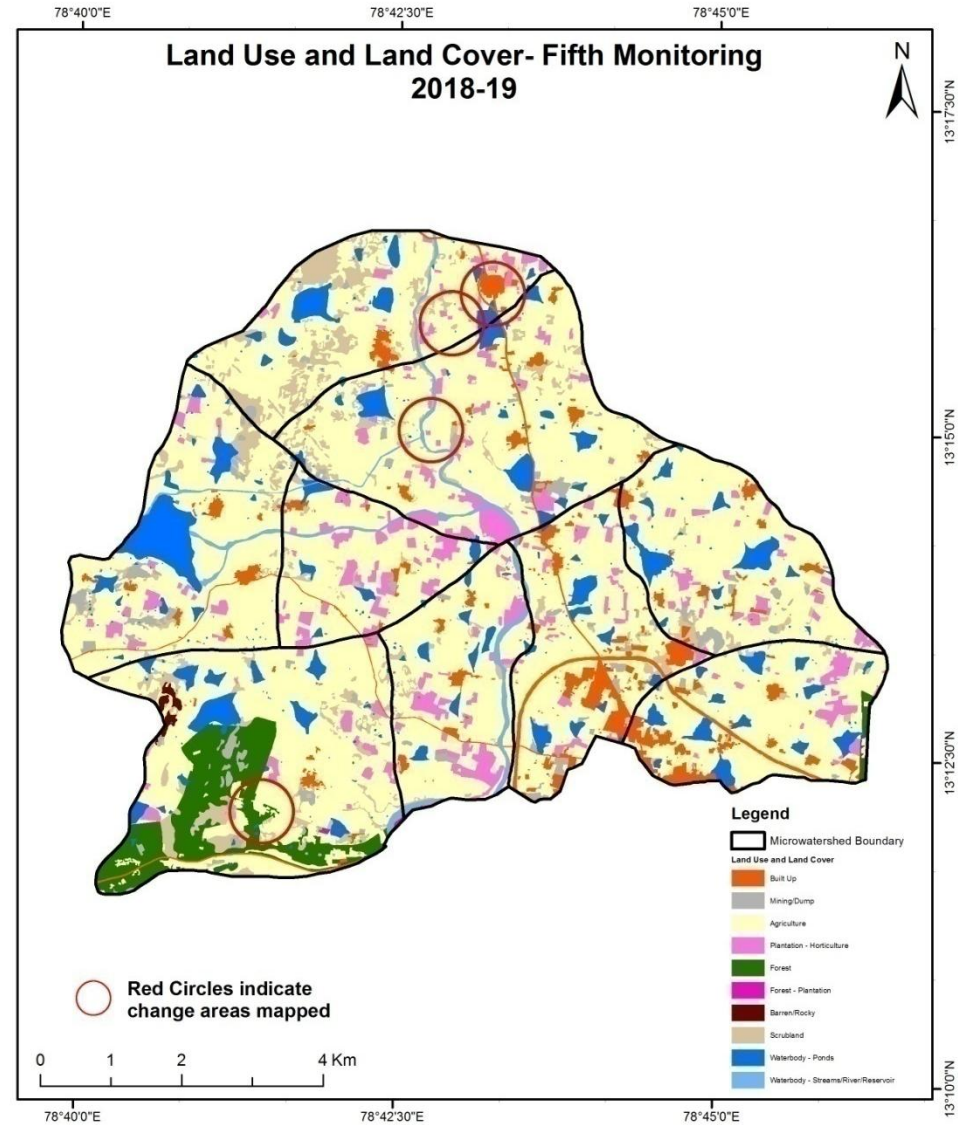 78°40'0"E
78°42'30"E
78°45'0"E
Land Use and Land Cover- Fifth Monitoring
2018-19
N
13°17'30"N
13°15'0"N
13°12'30"N
13°10'0"N
Legend
Microwatershed Boundary
Land Use and Land Cover
Built Up
Mining/Dump
Agriculture
Plantation - Horticulture
Forest
Forest - Plantation
Barren/Rocky
Scrubland
Waterbody - Ponds
Waterbody - Streams/River/Reservoir
Red Circles indicate
change areas mapped
0 1 2 4 Km
78°40'0"E
78°42'30"E
78°45'0"E